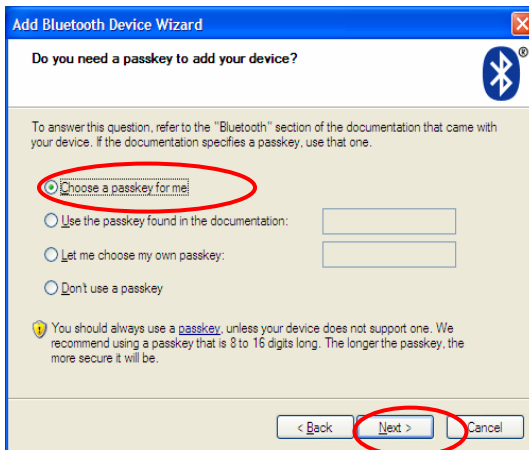 Add Bluetooth Device Wizard
Do you need a passkey to add your device?
®
To answer this question, refer to the "Bluetooth" section of the documentation that came with
your device. If the documentation specifies a passkey, use that one.
Choose a passkey for me
Use the passkey found in the documentation:
Let me choose my own passkey:
Don't use a passkey
You should always use a passkey, unless your device does not support one. We
recommend using a passkey that is 8 to 16 digits long. The longer the passkey, the
more secure it will be.
< Back Next > Cancel